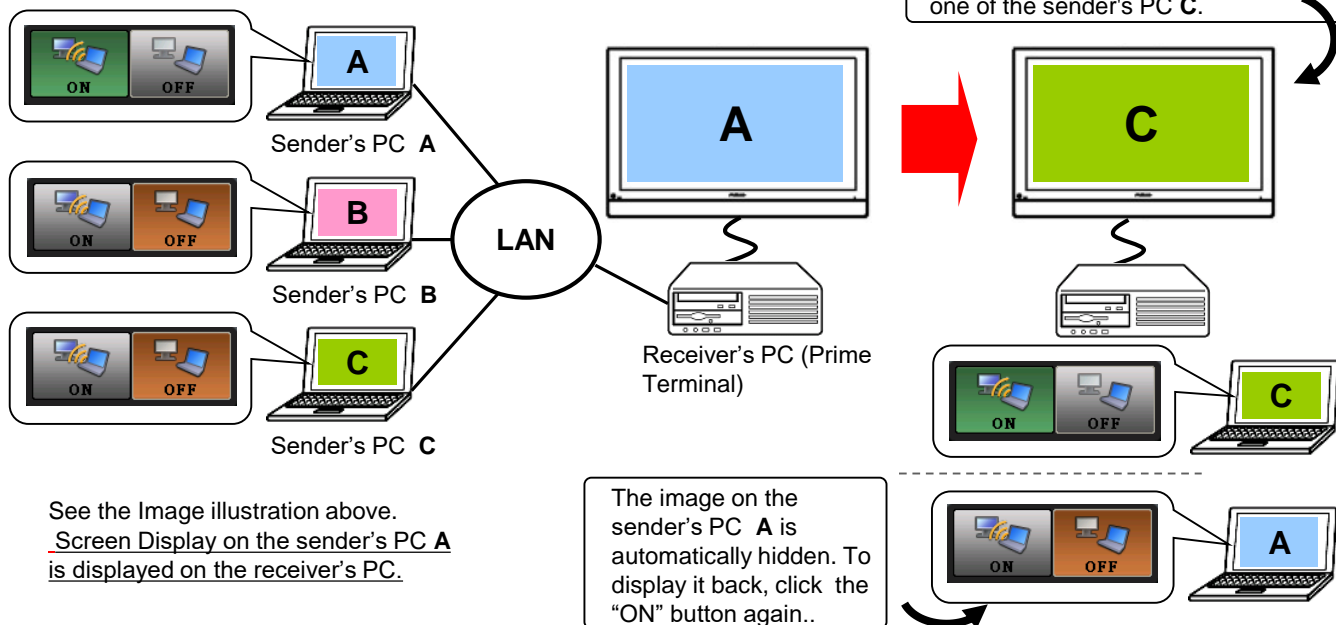 one of the sender's PC C.
ON OFF
A
Sender's PC A
ON OFF
B
Sender's PC B
ON OFF
C
Sender's PC C
LAN
A
Receiver's PC (Prime
Terminal)
C
ON OFF
C
ON OFF
A
See the Image illustration above.
Screen Display on the sender's PC A
is displayed on the receiver's PC.
The image on the
sender's PC A is
automatically hidden. To
display it back, click the
“ON” button again..